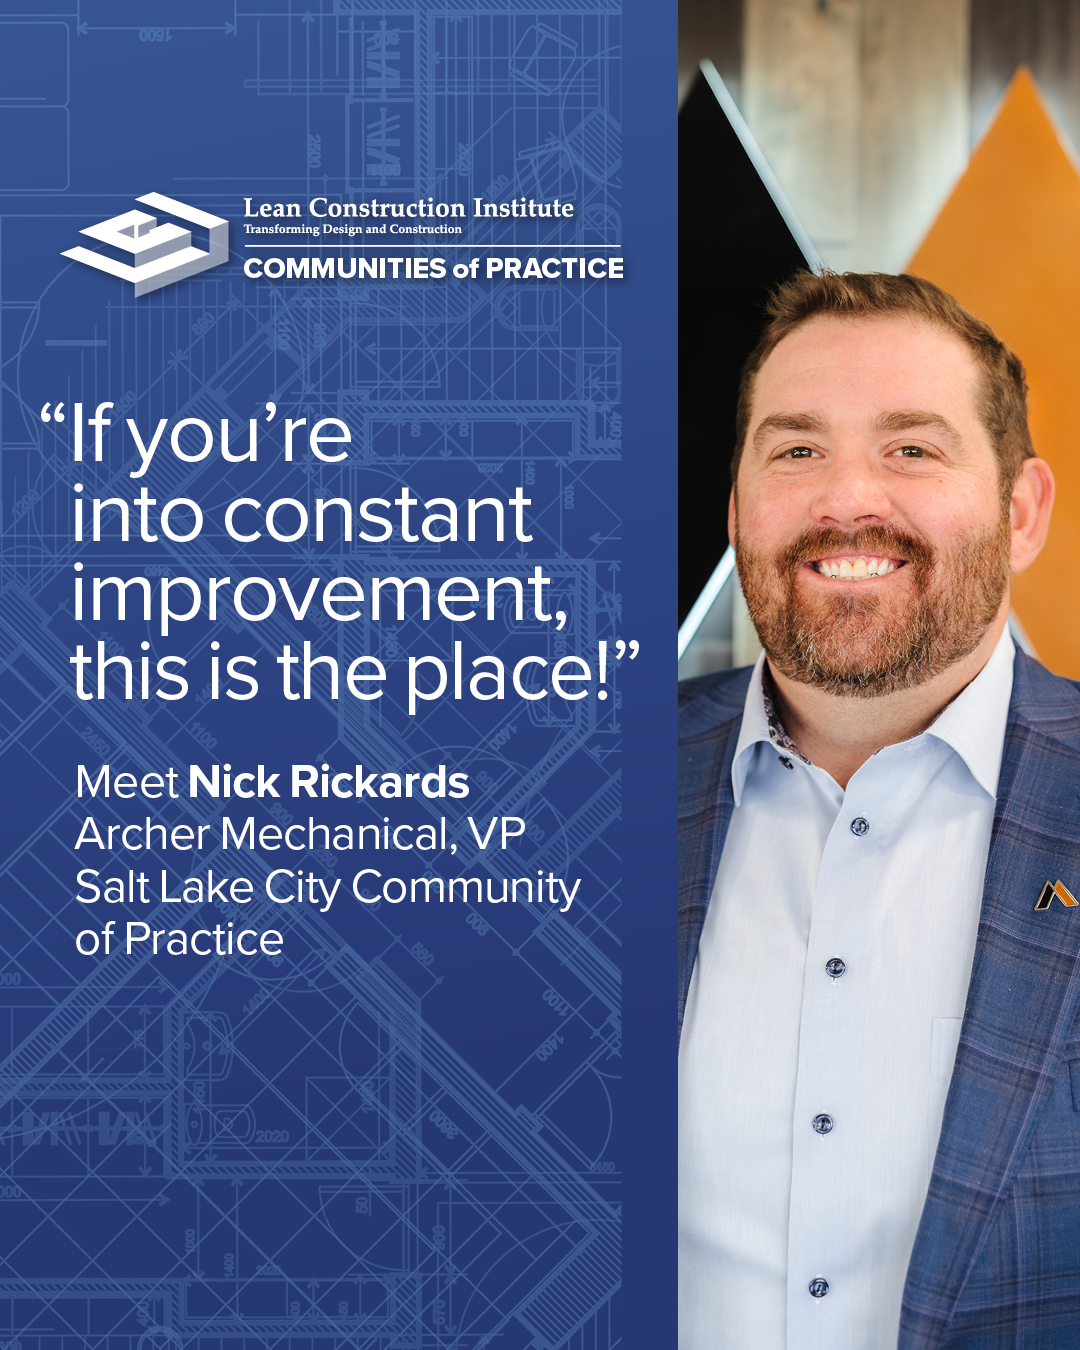 Lean Construction Institute
Transforming Design and Construction
COMMUNITIES of PRACTICE
“If you’re
into constant
improvement,
this is the place!”
Meet Nick Rickards
Archer Mechanical, VP
Salt Lake City Community
of Practice